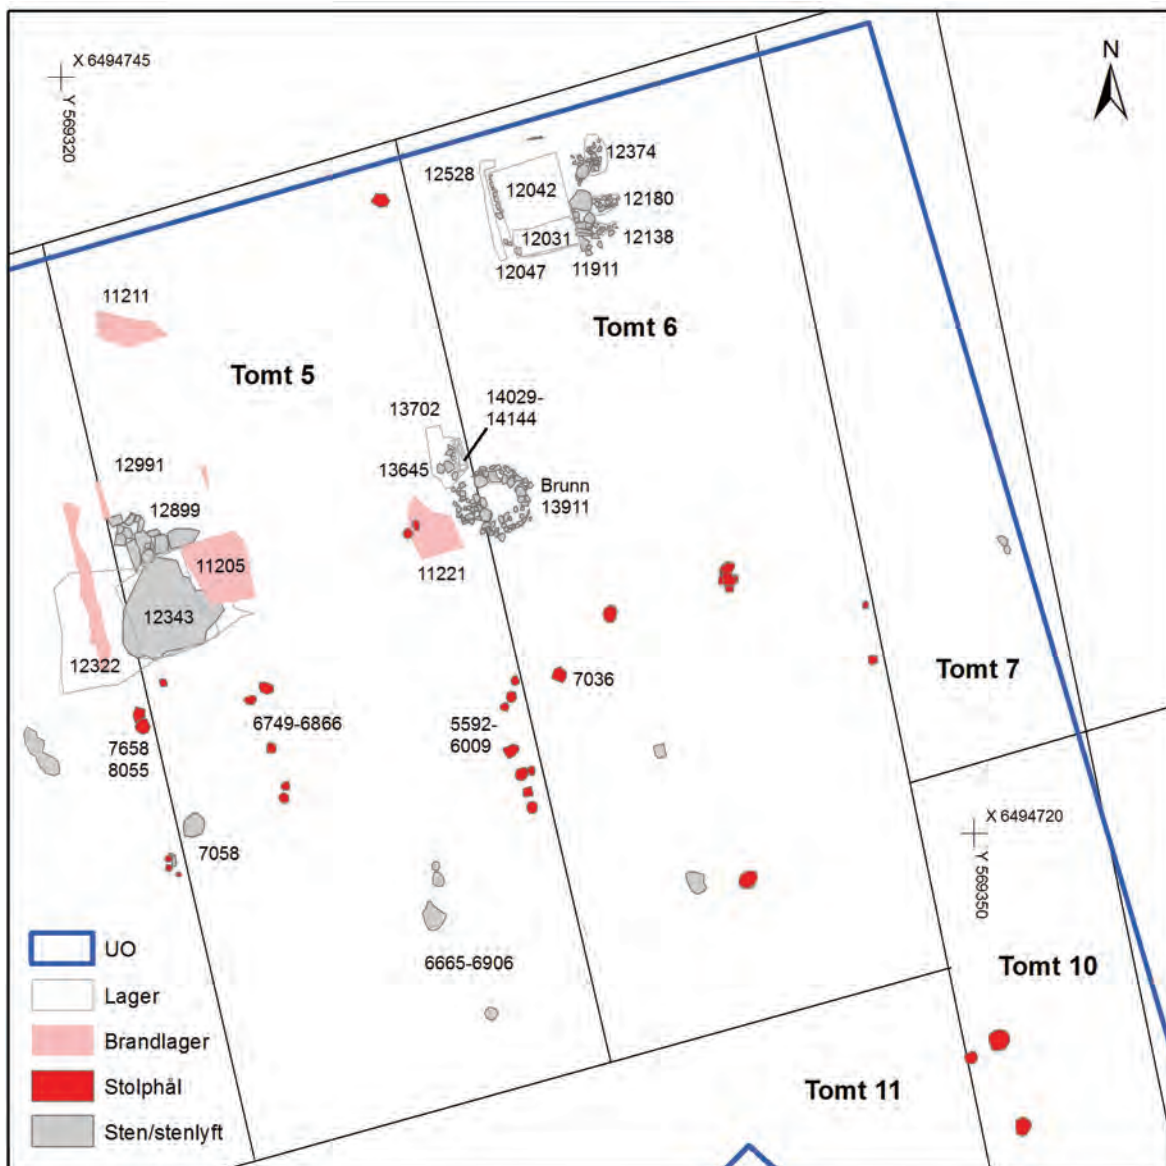 X 6494745
Y 569320
N
12374
12528
12042
12180
12031
12138
12047
11911
11211
Tomt 6
Tomt 5
14029-
14144
13702
12991
13645
Brunn
13911
12899
11205
11221
12343
12322
Tomt 7
7036
6749-6866
5592-
6009
7658
8055
X 6494720
Y 569350
7058
UO
6665-6906
Tomt 10
Lager
Brandlager
Stolphål
Tomt 11
Sten/stenlyft